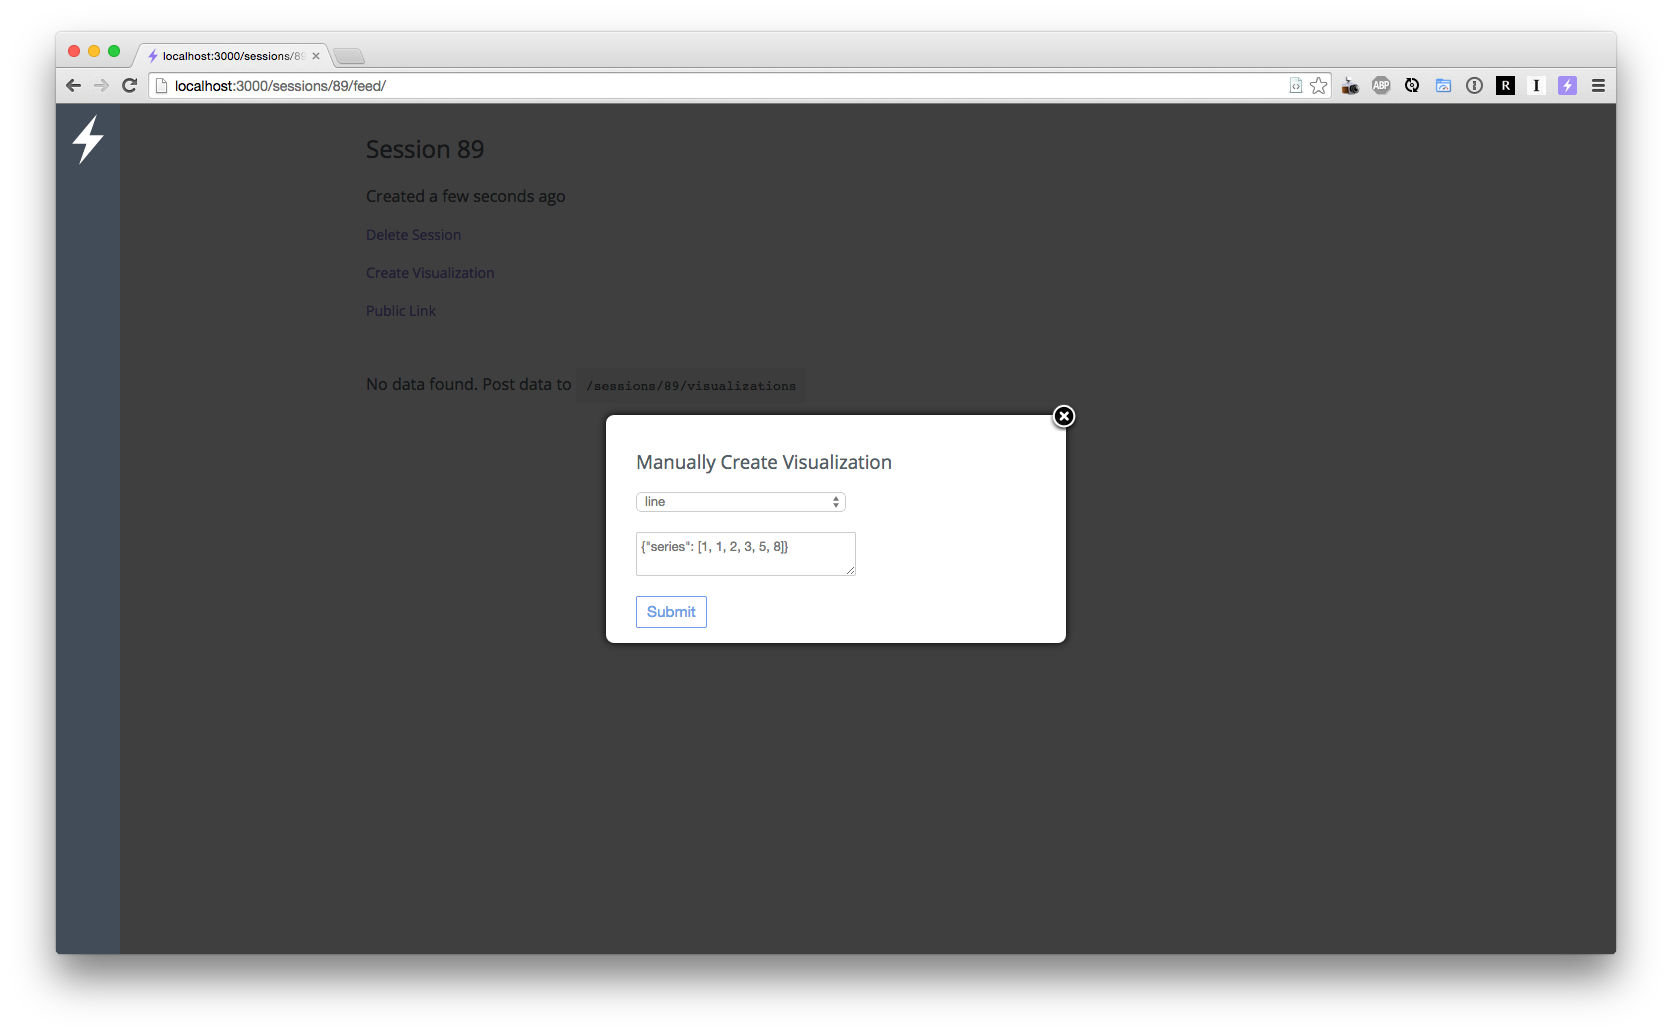 localhost:3000/sessions/89
localhost:3000/sessions/89/feed/
ABP
R
I
Session 89
Created a few seconds ago
Delete Session
Create Visualization
Public Link
No data found. Post data to /sessions/89/visualizations
Manually Create Visualization
line
{"series": [1, 1, 2, 3, 5, 8]}
Submit